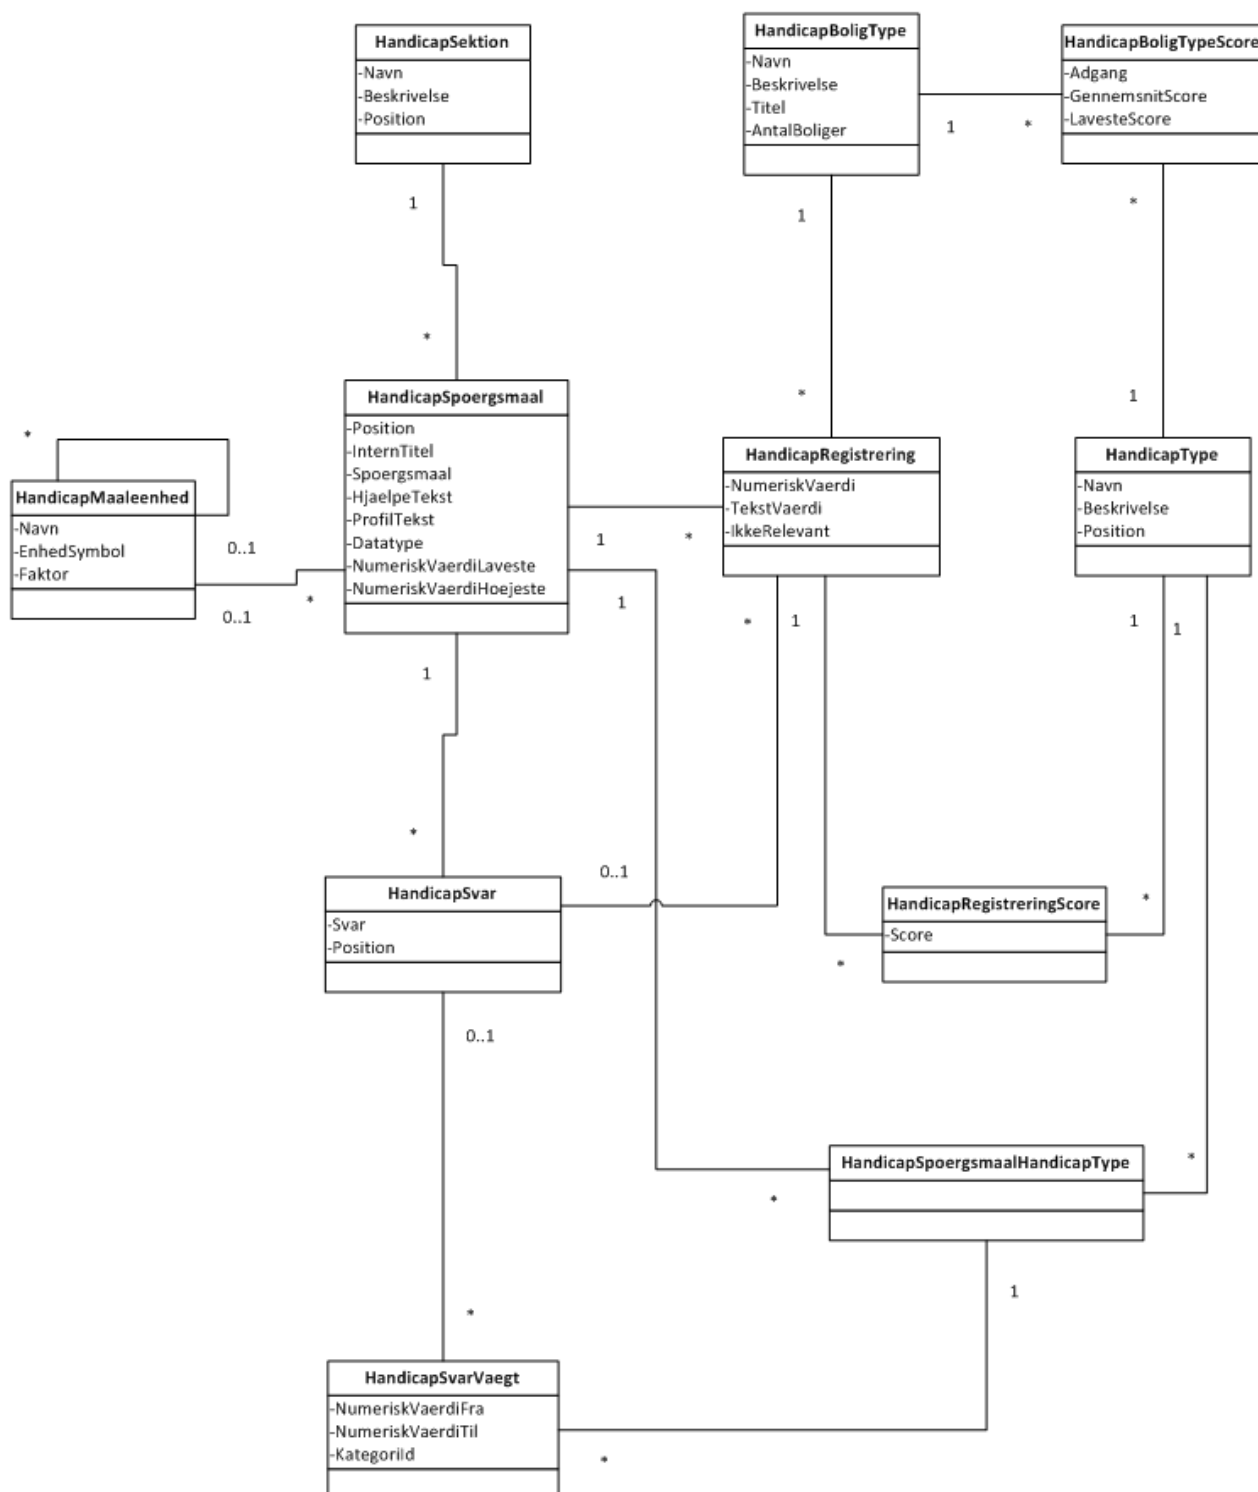 HandicapSektion
-Navn
-Beskrivelse
-Position
1
*
HandicapBoligType
-Navn
-Beskrivelse
-Titel
-AntalBoliger
1
*
1
*
HandicapBoligTypeScore
-Adgang
-GennemsnitScore
-LavesteScore
*
1
HandicapSpoergsmaal
-Position
-InternTitel
-Spoergsmaal
-HjaelpeTekst
-ProfilTekst
-Datatype
-NumeriskVaerdiLaveste
-NumeriskVaerdiHoejeste
*
HandicapMaaleenhed
-Navn
-EnhedSymbol
-Faktor
0..1
0..1
*
HandicapRegistrering
-NumeriskVaerdi
-TekstVaerdi
-IkkeRelevant
1
*
1
*
1
HandicapType
-Navn
-Beskrivelse
-Position
1
1
1
*
HandicapSvar
-Svar
-Position
0..1
0..1
HandicapRegistreringScore
-Score
*
*
HandicapSpoergsmaalHandicapType
*
*
1
*
HandicapSvarVaegt
-NumeriskVaerdiFra
-NumeriskVaerdiTil
-KategoriId
*